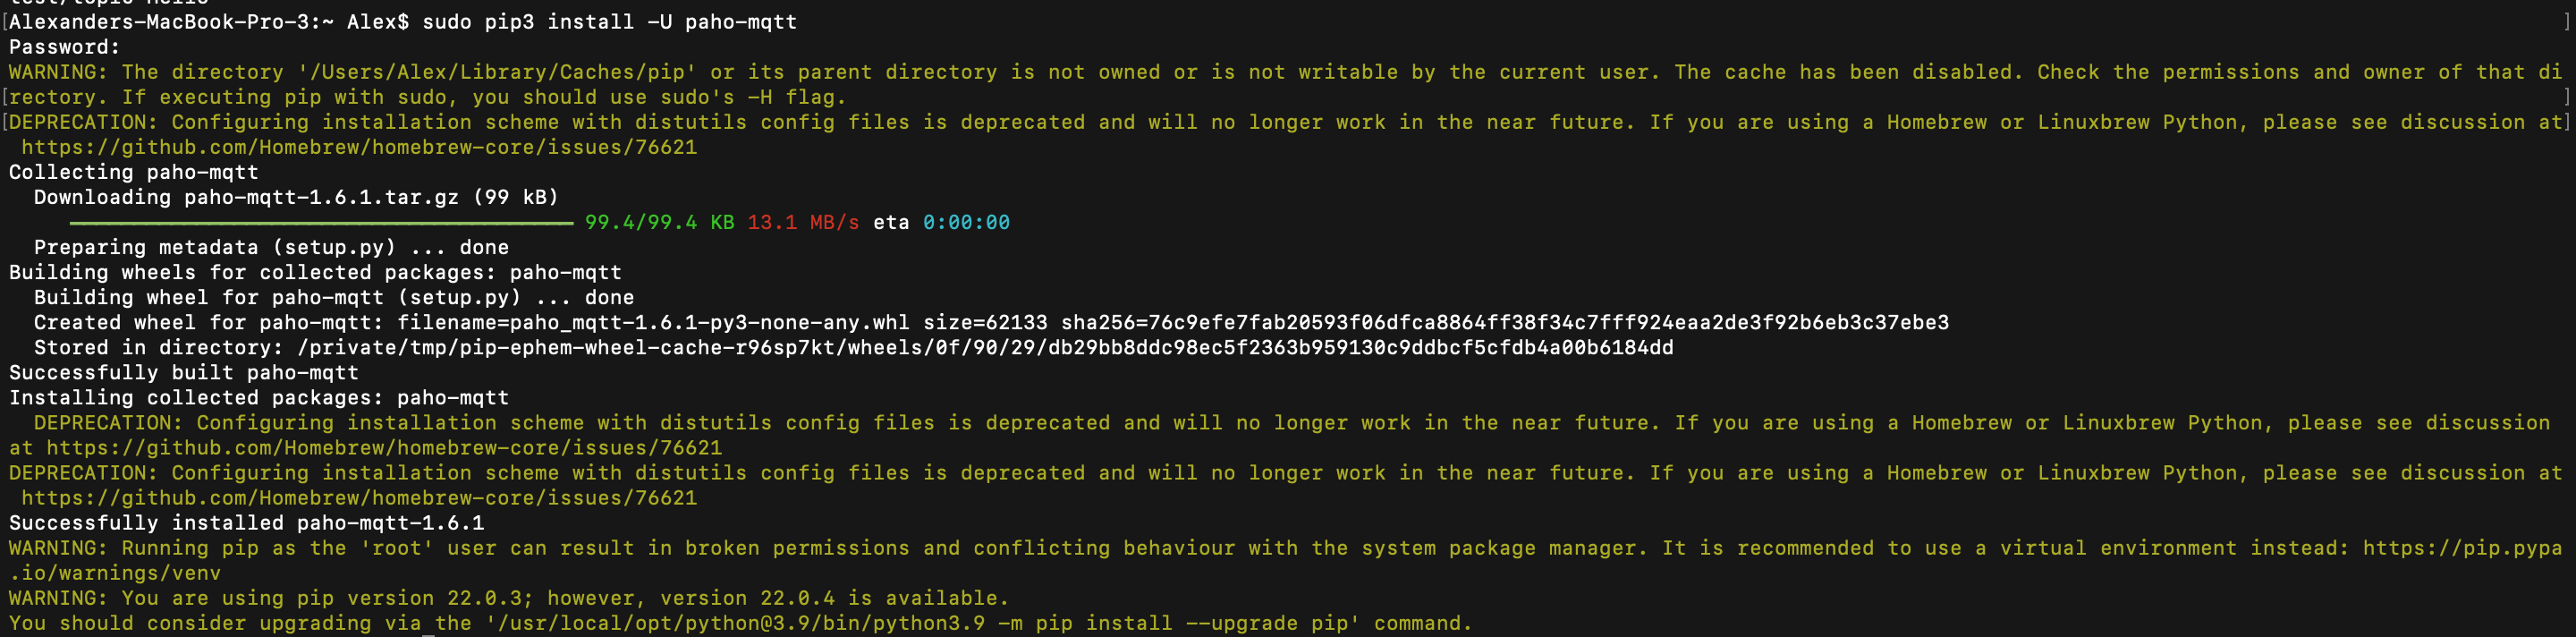 test/topic hello
[Alexanders-MacBook-Pro-3:~ Alex$ sudo pip3 install -U paho-mqtt ]
Password:
WARNING: The directory '/Users/Alex/Library/Caches/pip' or its parent directory is not owned or is not writable by the current user. The cache has been disabled. Check the permissions and owner of that di
[rectory. If executing pip with sudo, you should use sudo's -H flag. ]
[DEPRECATION: Configuring installation scheme with distutils config files is deprecated and will no longer work in the near future. If you are using a Homebrew or Linuxbrew Python, please see discussion at]
https://github.com/Homebrew/homebrew-core/issues/76621
Collecting paho-mqtt
Downloading paho-mqtt-1.6.1.tar.gz (99 kB)
99.4/99.4 KB 13.1 MB/s eta 0:00:00
Preparing metadata (setup.py) ... done
Building wheels for collected packages: paho-mqtt
Building wheel for paho-mqtt (setup.py) ... done
Created wheel for paho-mqtt: filename=paho_mqtt-1.6.1-py3-none-any.whl size=62133 sha256=76c9efe7fab20593f06dfca8864ff38f34c7fff924eaa2de3f92b6eb3c37ebe3
Stored in directory: /private/tmp/pip-ephem-wheel-cache-r96sp7kt/wheels/0f/90/29/db29bb8ddc98ec5f2363b959130c9ddbcf5cfdb4a00b6184dd
Successfully built paho-mqtt
Installing collected packages: paho-mqtt
DEPRECATION: Configuring installation scheme with distutils config files is deprecated and will no longer work in the near future. If you are using a Homebrew or Linuxbrew Python, please see discussion
at https://github.com/Homebrew/homebrew-core/issues/76621
DEPRECATION: Configuring installation scheme with distutils config files is deprecated and will no longer work in the near future. If you are using a Homebrew or Linuxbrew Python, please see discussion at
https://github.com/Homebrew/homebrew-core/issues/76621
Successfully installed paho-mqtt-1.6.1
WARNING: Running pip as the 'root' user can result in broken permissions and conflicting behaviour with the system package manager. It is recommended to use a virtual environment instead: https://pip.pypa
.io/warnings/venv
WARNING: You are using pip version 22.0.3; however, version 22.0.4 is available.
You should consider upgrading via the '/usr/local/opt/python@3.9/bin/python3.9 -m pip install --upgrade pip' command.